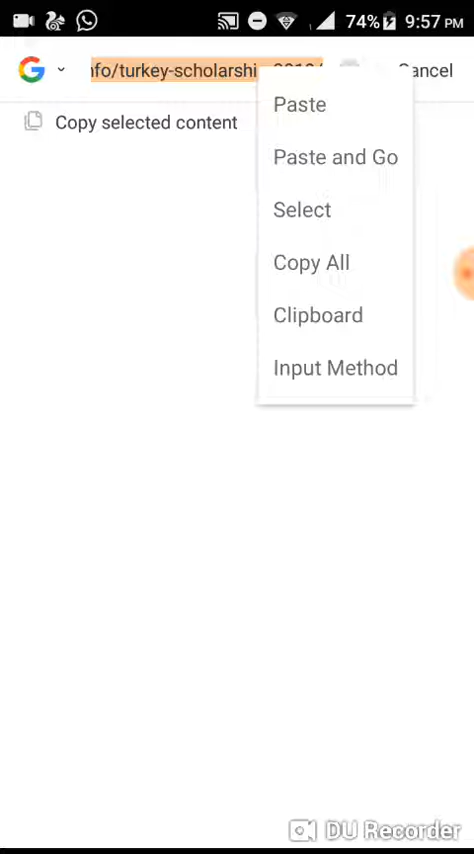 74% 9:57 PM
nfo/turkey-scholarshi 2019/ Cancel
Copy selected content
Paste
Paste and Go
Select
Copy All
Clipboard
Input Method
DU Recorder